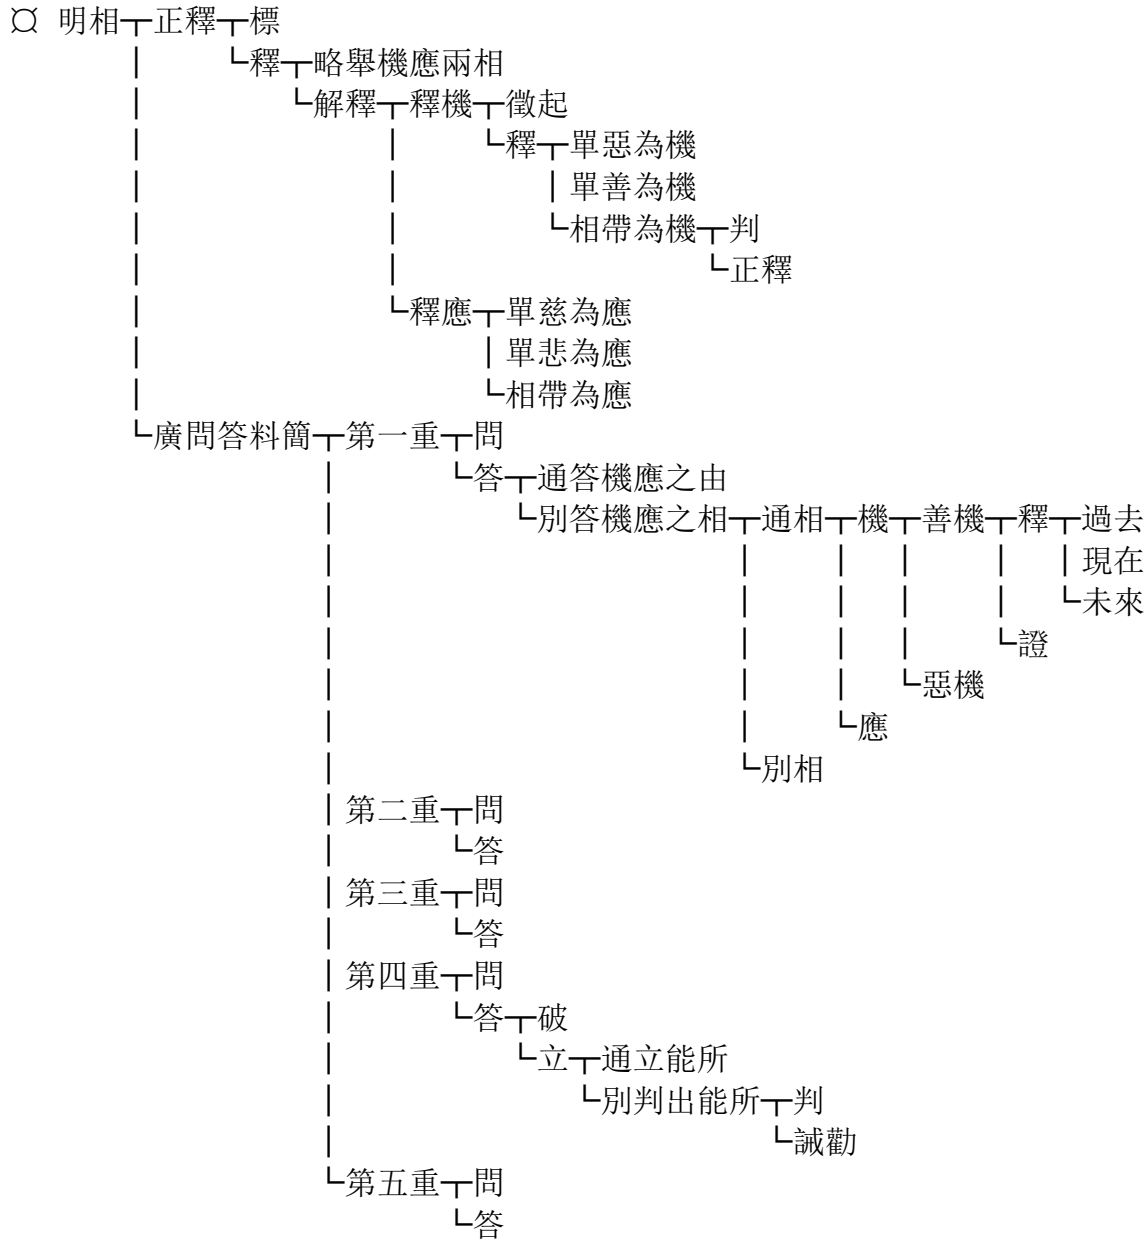 ¤ 明相┬正釋┬標
│ └釋┬略舉機應兩相
│ └解釋┬釋機┬徵起
│ │ └釋┬單惡為機
│ │ │單善為機
│ │ └相帶為機┬判
│ │ └正釋
│ └釋應┬單慈為應
│ │單悲為應
│ └相帶為應
└廣問答料簡┬第一重┬問
│ └答┬通答機應之由
│ └別答機應之相┬通相┬機┬善機┬釋┬過去
│ │ │ │ │ │現在
│ │ │ │ │ └未來
│ │ │ │ └證
│ │ │ └惡機
│ │ └應
│ └別相
│第二重┬問
│ └答
│第三重┬問
│ └答
│第四重┬問
│ └答┬破
│ └立┬通立能所
│ └別判出能所┬判
│ └誡勸
└第五重┬問
└答